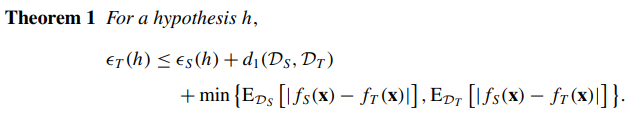 Theorem 1 For a hypothesis h,
ϵ_T(h) ≤ ϵ_S(h) + d_1(𝒟_S, 𝒟_T)
+ min {E_{𝒟_S} [|f_S(𝐱) − f_T(𝐱)|], E_{𝒟_T} [|f_S(𝐱) − f_T(𝐱)|]}.